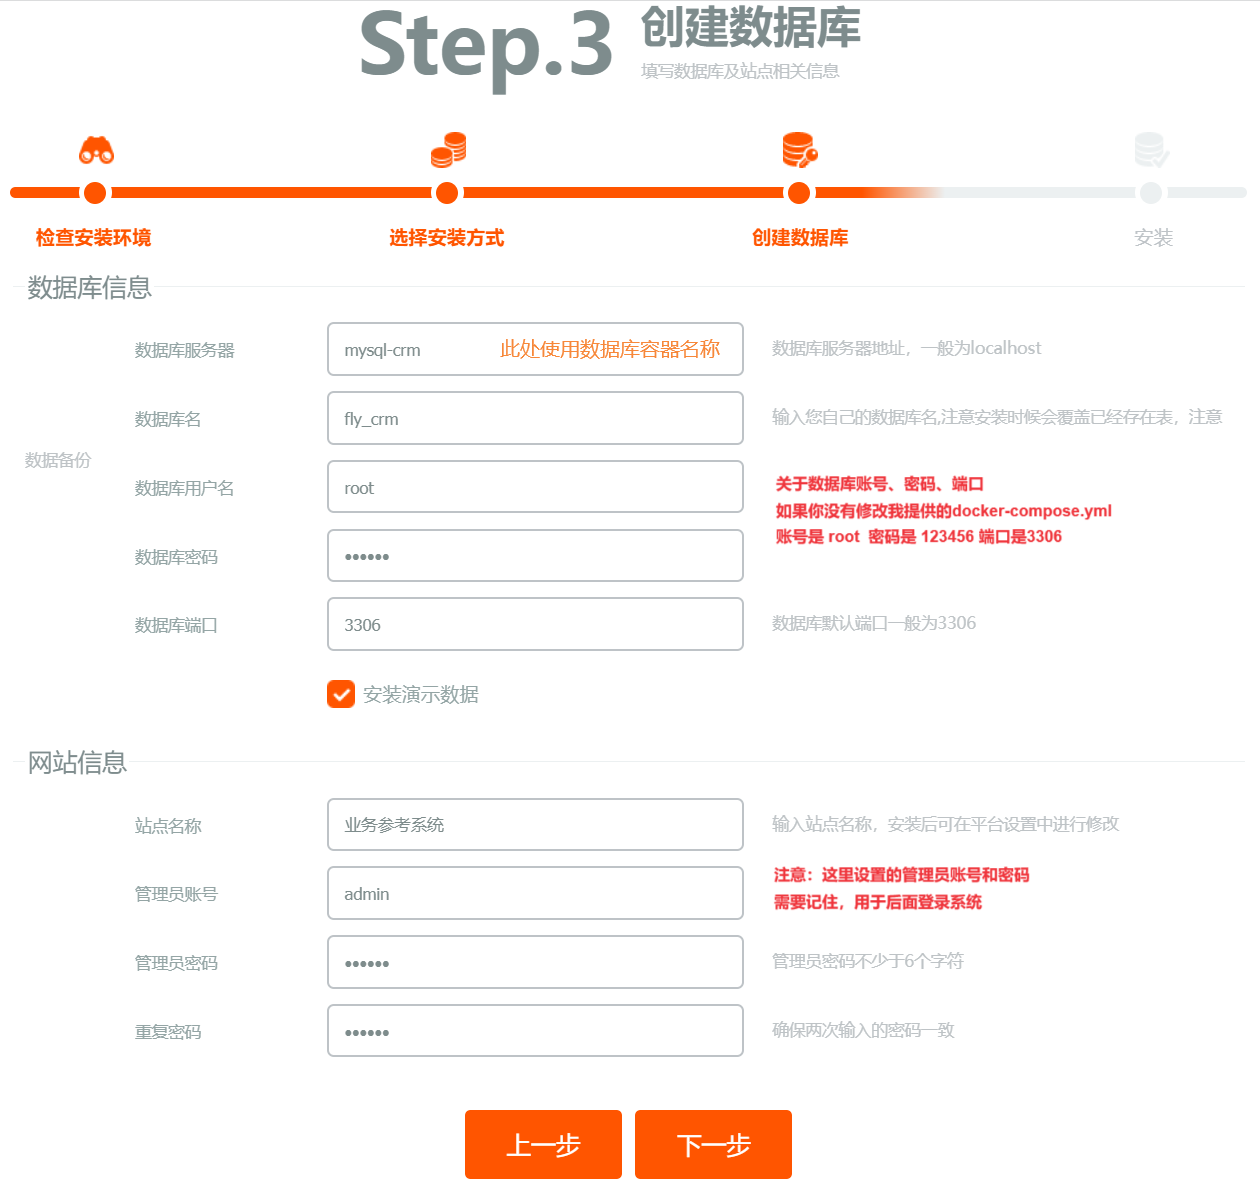 Step.3 创建数据库
填写数据库及站点相关信息
检查安装环境 选择安装方式 创建数据库 安装
数据库信息
数据库服务器 mysql-crm 此处使用数据库容器名称 数据库服务器地址，一般为localhost
数据库名 fly_crm 输入您自己的数据库名,注意安装时候会覆盖已经存在表，注意
数据备份
数据库用户名 root
关于数据库账号、密码、端口
如果你没有修改我提供的docker-compose.yml
账号是 root 密码是 123456 端口是3306
数据库密码 ••••••
数据库端口 3306 数据库默认端口一般为3306
安装演示数据
网站信息
站点名称 业务参考系统 输入站点名称，安装后可在平台设置中进行修改
管理员账号 admin
注意：这里设置的管理员账号和密码
需要记住，用于后面登录系统
管理员密码 •••••• 管理员密码不少于6个字符
重复密码 •••••• 确保两次输入的密码一致
上一步 下一步